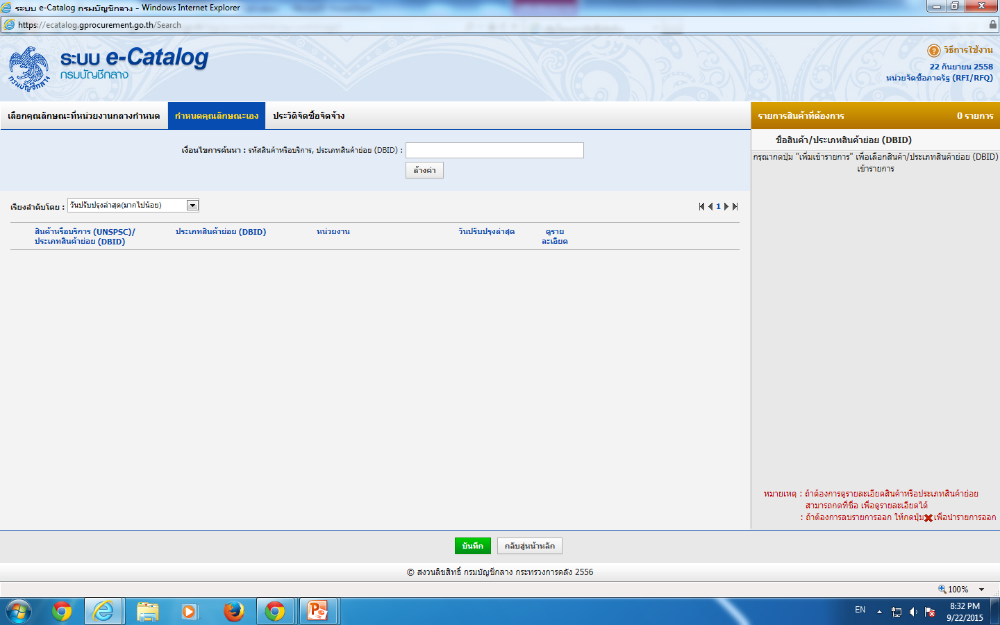 ระบบ e-Catalog กรมบัญชีกลาง - Windows Internet Explorer
https://ecatalog.gprocurement.go.th/Search
ระบบ e-Catalog
กรมบัญชีกลาง
กรมบัญชีกลาง
? วิธีการใช้งาน
22 กันยายน 2558
หน่วยจัดซื้อภาครัฐ (RFI/RFQ)
เลือกคุณลักษณะที่หน่วยงานกลางกำหนด กำหนดคุณลักษณะเอง ประวัติจัดซื้อจัดจ้าง
รายการสินค้าที่ต้องการ 0 รายการ
ชื่อสินค้า/ประเภทสินค้าย่อย (DBID)
กรุณากดปุ่ม "เพิ่มเข้ารายการ" เพื่อเลือกสินค้า/ประเภทสินค้าย่อย (DBID)
เข้ารายการ
เงื่อนไขการค้นหา : รหัสสินค้าหรือบริการ, ประเภทสินค้าย่อย (DBID) :
ล้างค่า
เรียงลำดับโดย : วันปรับปรุงล่าสุด(มากไปน้อย)
1
สินค้าหรือบริการ (UNSPSC)/ ประเภทสินค้าย่อย (DBID) หน่วยงาน วันปรับปรุงล่าสุด ดูราย
ประเภทสินค้าย่อย (DBID) ละเอียด
หมายเหตุ : ถ้าต้องการดูรายละเอียดสินค้าหรือประเภทสินค้าย่อย
สามารถกดที่ชื่อ เพื่อดูรายละเอียดได้
: ถ้าต้องการลบรายการออก ให้กดปุ่ม เพื่อนำรายการออก
บันทึก กลับสู่หน้าหลัก
© สงวนลิขสิทธิ์ กรมบัญชีกลาง กระทรวงการคลัง 2556
100%
EN
8:32 PM
9/22/2015